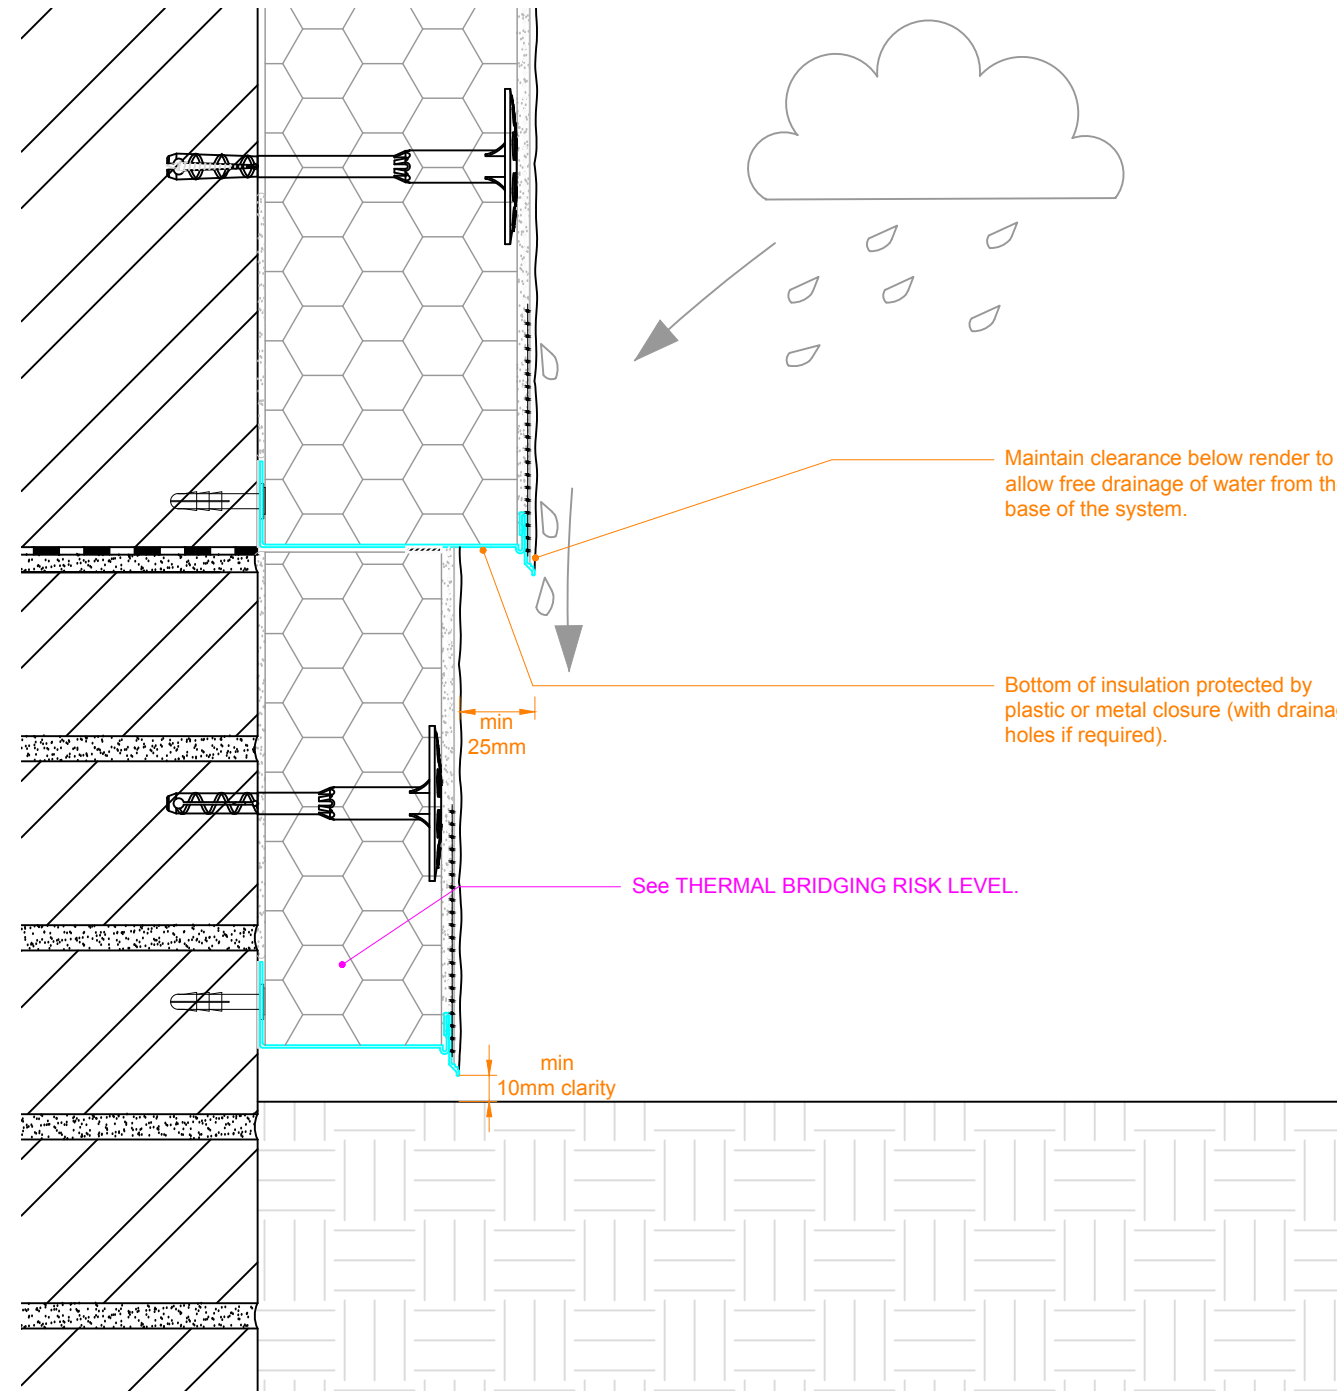 Maintain clearance below render to
allow free drainage of water from th
base of the system.
Bottom of insulation protected by
plastic or metal closure (with draina
holes if required).
min
25mm
See THERMAL BRIDGING RISK LEVEL.
min
10mm clarity